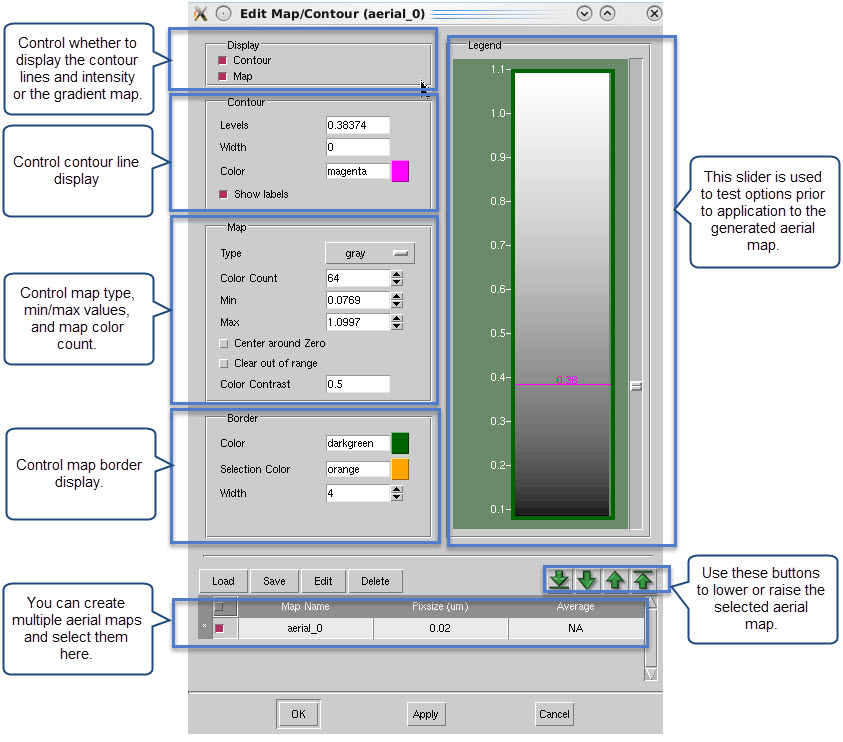 Edit Map/Contour (aerial_0)
Control whether to
display the contour
lines and intensity
or the gradient map.
Display
Contour
Map
Control contour line
display
Contour
Levels 0.38374
Width 0
Color magenta
Show labels
Control map type,
min/max values,
and map color
count.
Map
Type gray
Color Count 64
Min 0.0769
Max 1.0997
Center around Zero
Clear out of range
Color Contrast 0.5
Control map border
display.
Border
Color darkgreen
Selection Color orange
Width 4
Legend
1.1
1.0
0.9
0.8
0.7
0.6
0.5
0.4
0.38
0.3
0.2
0.1
This slider is used
to test options prior
to application to the
generated aerial
map.
Load Save Edit Delete
Use these buttons
to lower or raise the
selected aerial
map.
You can create
multiple aerial maps
and select them
here.
Map Name Pixsize (um) Average
* aerial_0 0.02 NA
OK Apply Cancel